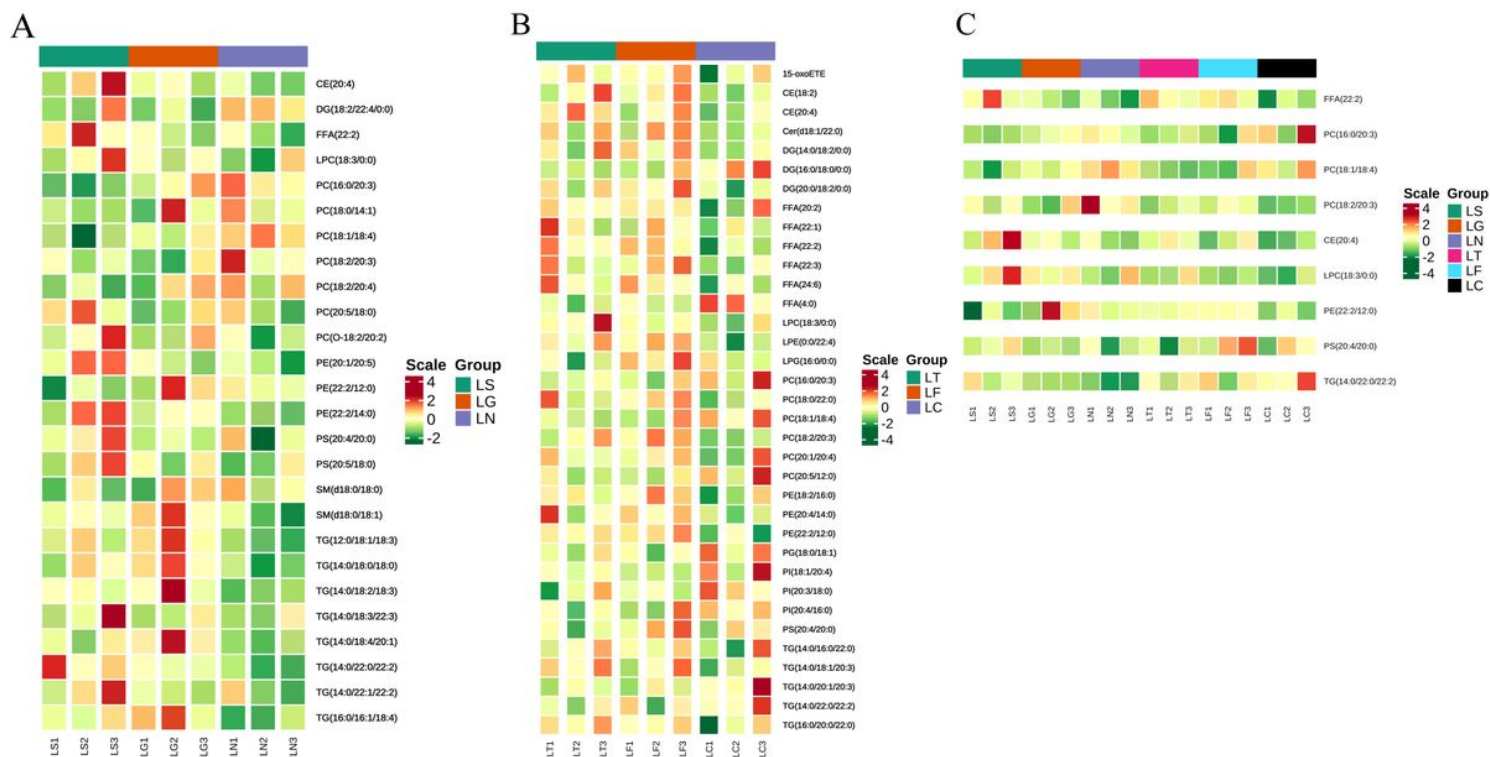 A
CE(20:4)
DG(18:2/22:4/0:0)
FFA(22:2)
LPC(18:3/0:0)
PC(16:0/20:3)
PC(18:0/14:1)
PC(18:1/18:4)
PC(18:2/20:3)
PC(18:2/20:4)
PC(20:5/18:0)
PC(O-18:2/20:2)
PE(20:1/20:5)
PE(22:2/12:0)
PE(22:2/14:0)
PS(20:4/20:0)
PS(20:5/18:0)
SM(d18:0/18:0)
SM(d18:0/18:1)
TG(12:0/18:1/18:3)
TG(14:0/18:0/18:0)
TG(14:0/18:2/18:3)
TG(14:0/18:3/22:3)
TG(14:0/18:4/20:1)
TG(14:0/22:0/22:2)
TG(14:0/22:1/22:2)
TG(16:0/16:1/18:4)
LS1 LS2 LS3 LG1 LG2 LG3 LN1 LN2 LN3
Scale Group
4 LS
2 LG
0 LN
-2
B
15-oxoETE
CE(18:2)
CE(20:4)
Cer(d18:1/22:0)
DG(14:0/18:2/0:0)
DG(16:0/18:0/0:0)
DG(20:0/18:2/0:0)
FFA(20:2)
FFA(22:1)
FFA(22:2)
FFA(22:3)
FFA(24:6)
FFA(4:0)
LPC(18:3/0:0)
LPE(0:0/22:4)
LPG(16:0/0:0)
PC(16:0/20:3)
PC(18:0/22:0)
PC(18:1/18:4)
PC(18:2/20:3)
PC(20:1/20:4)
PC(20:5/12:0)
PE(18:2/16:0)
PE(20:4/14:0)
PE(22:2/12:0)
PG(18:0/18:1)
PI(18:1/20:4)
PI(20:3/18:0)
PI(20:4/16:0)
PS(20:4/20:0)
TG(14:0/16:0/22:0)
TG(14:0/18:1/20:3)
TG(14:0/20:1/20:3)
TG(14:0/22:0/22:2)
TG(16:0/20:0/22:0)
LT1 LT2 LT3 LF1 LF2 LF3 LC1 LC2 LC3
Scale Group
4 LT
2 LF
0 LC
-2
-4
C
FFA(22:2)
PC(16:0/20:3)
PC(18:1/18:4)
PC(18:2/20:3)
CE(20:4)
LPC(18:3/0:0)
PE(22:2/12:0)
PS(20:4/20:0)
TG(14:0/22:0/22:2)
LS1 LS2 LS3 LG1 LG2 LG3 LN1 LN2 LN3 LT1 LT2 LT3 LF1 LF2 LF3 LC1 LC2 LC3
Scale Group
4 LS
2 LG
0 LN
-2 LT
-4 LF
LC